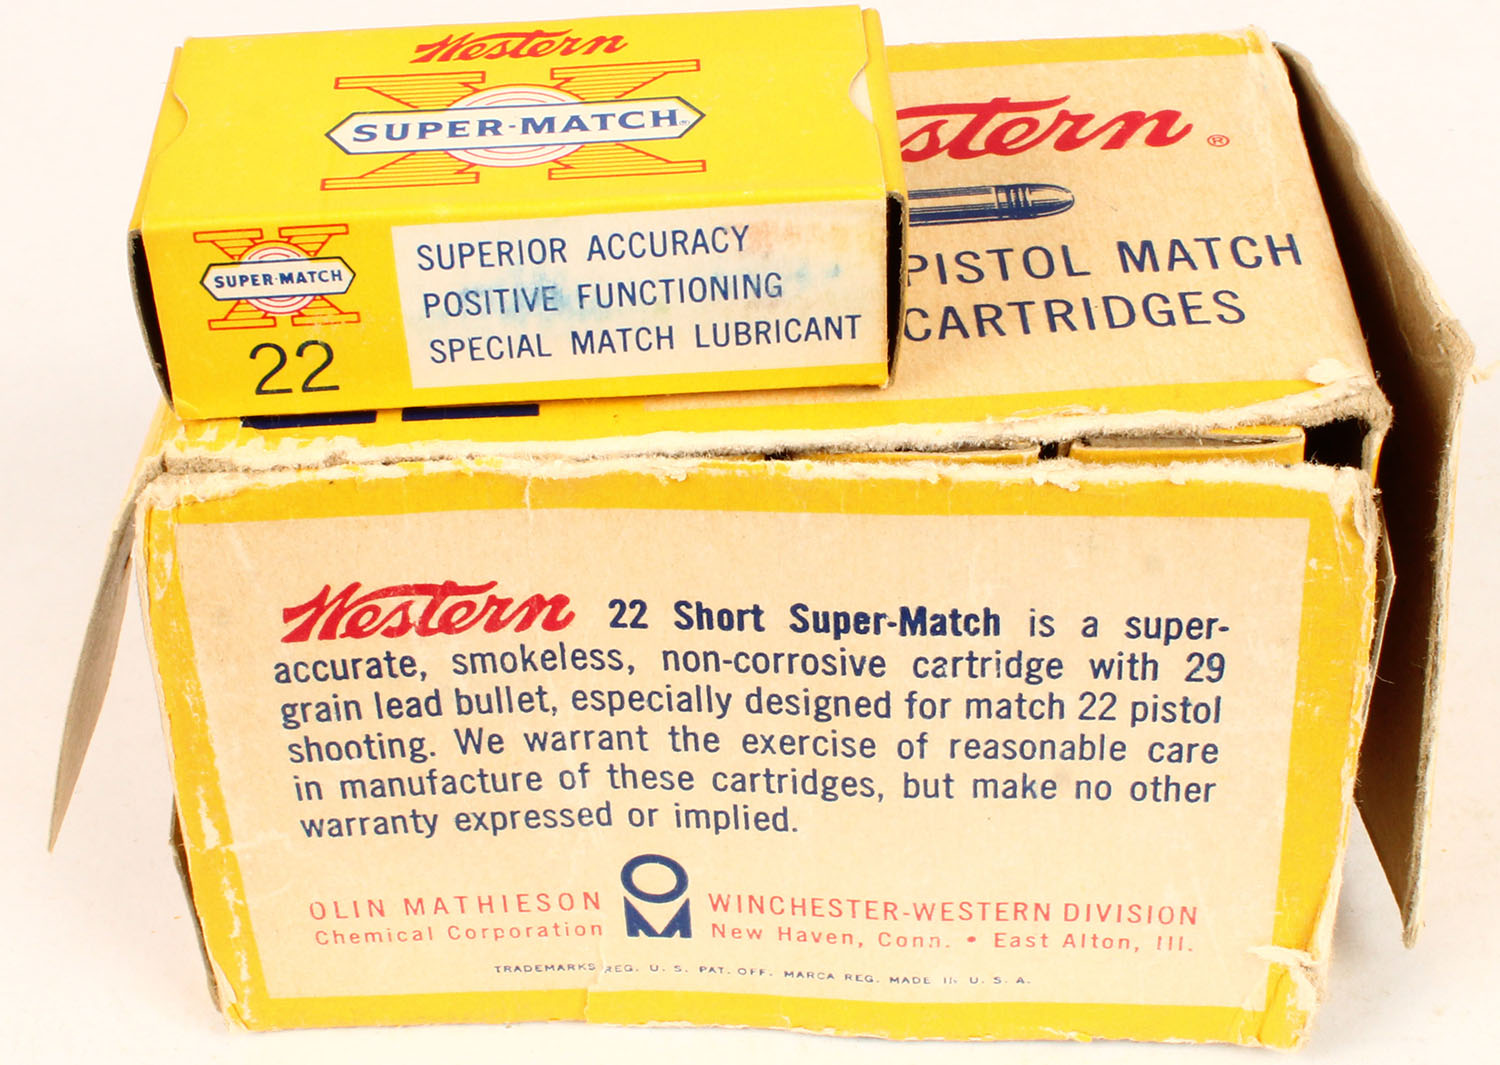 Western
SUPER-MATCH
SUPER-MATCH
22
SUPERIOR ACCURACY
POSITIVE FUNCTIONING
SPECIAL MATCH LUBRICANT
stern ®
PISTOL MATCH
CARTRIDGES
Western 22 Short Super-Match is a super-
accurate, smokeless, non-corrosive cartridge with 29
grain lead bullet, especially designed for match 22 pistol
shooting. We warrant the exercise of reasonable care
in manufacture of these cartridges, but make no other
warranty expressed or implied.
OLIN MATHIESON
Chemical Corporation
OM
WINCHESTER-WESTERN DIVISION
New Haven, Conn. • East Alton, Ill.
TRADEMARKS REG. U. S. PAT. OFF. MARCA REG. MADE IN U. S. A.